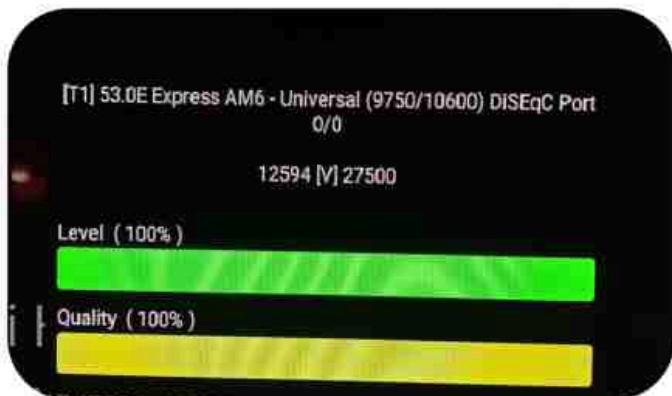 [T1] 53.0E Express AM6 - Universal (9750/10600) DiSEqC Port
0/0
12594 [V] 27500
Level ( 100% )
Quality ( 100% )